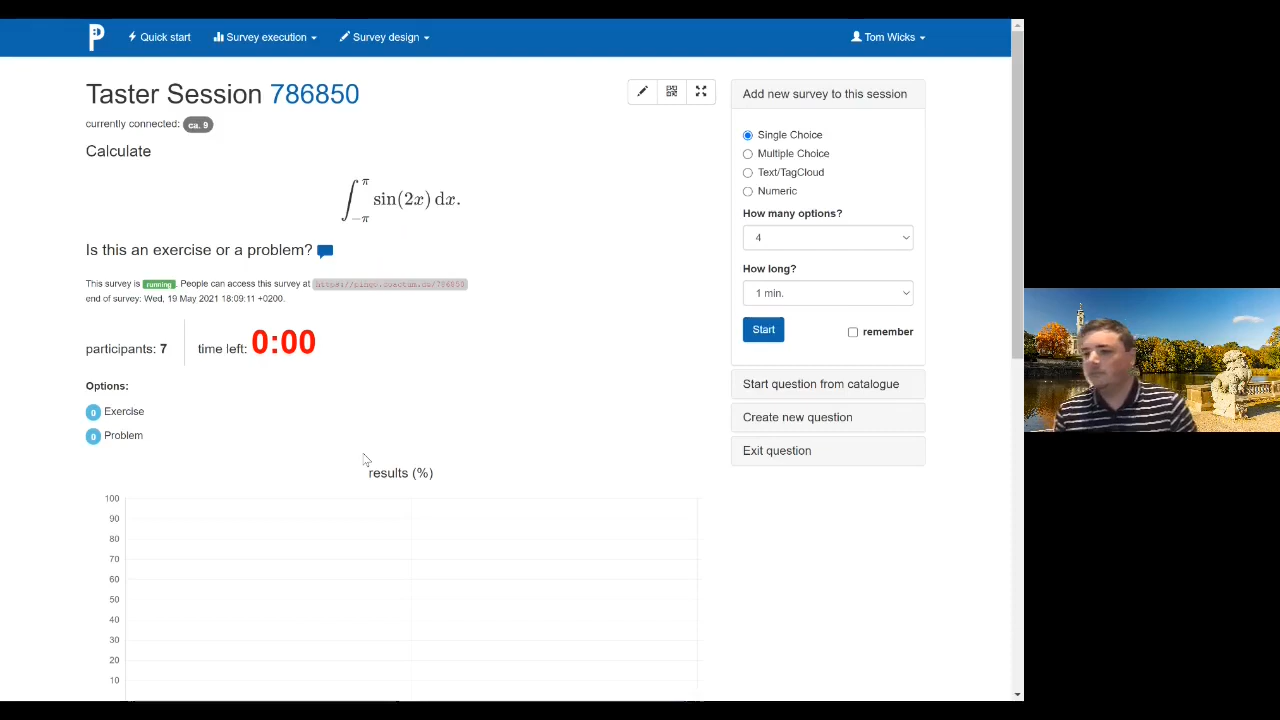 Quick start Survey execution Survey design Tom Wicks
Taster Session 786850
currently connected: ca. 9
Calculate
∫_{-π}^{π} sin(2x) dx.
Is this an exercise or a problem?
This survey is running. People can access this survey at https://pingo.coactum.de/786850
end of survey: Wed, 19 May 2021 18:09:11 +0200.
participants: 7 time left: 0:00
Options:
0 Exercise
0 Problem
results (%)
100
90
80
70
60
50
40
30
20
10
Add new survey to this session
Single Choice
Multiple Choice
Text/TagCloud
Numeric
How many options?
4
How long?
1 min.
Start remember
Start question from catalogue
Create new question
Exit question